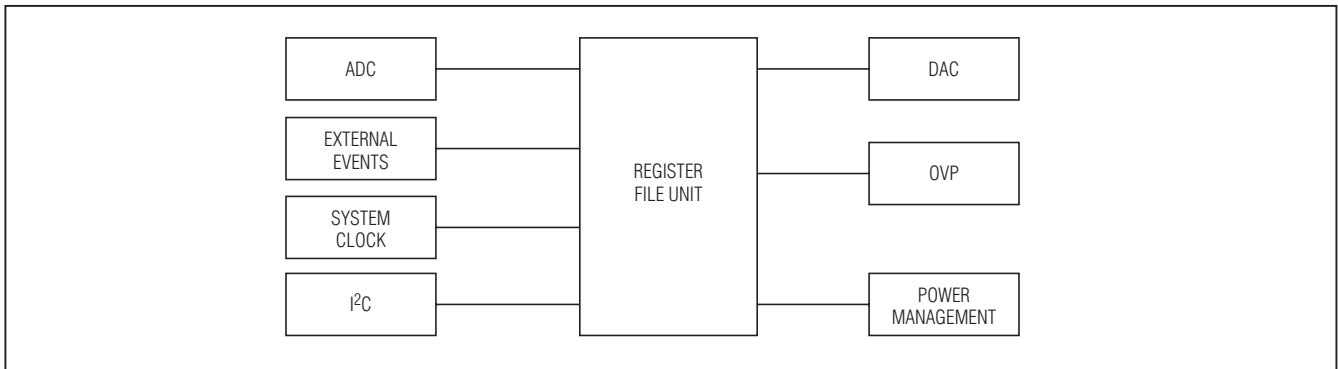 ADC
EXTERNAL
EVENTS
SYSTEM
CLOCK
I²C
REGISTER
FILE UNIT
DAC
OVP
POWER
MANAGEMENT